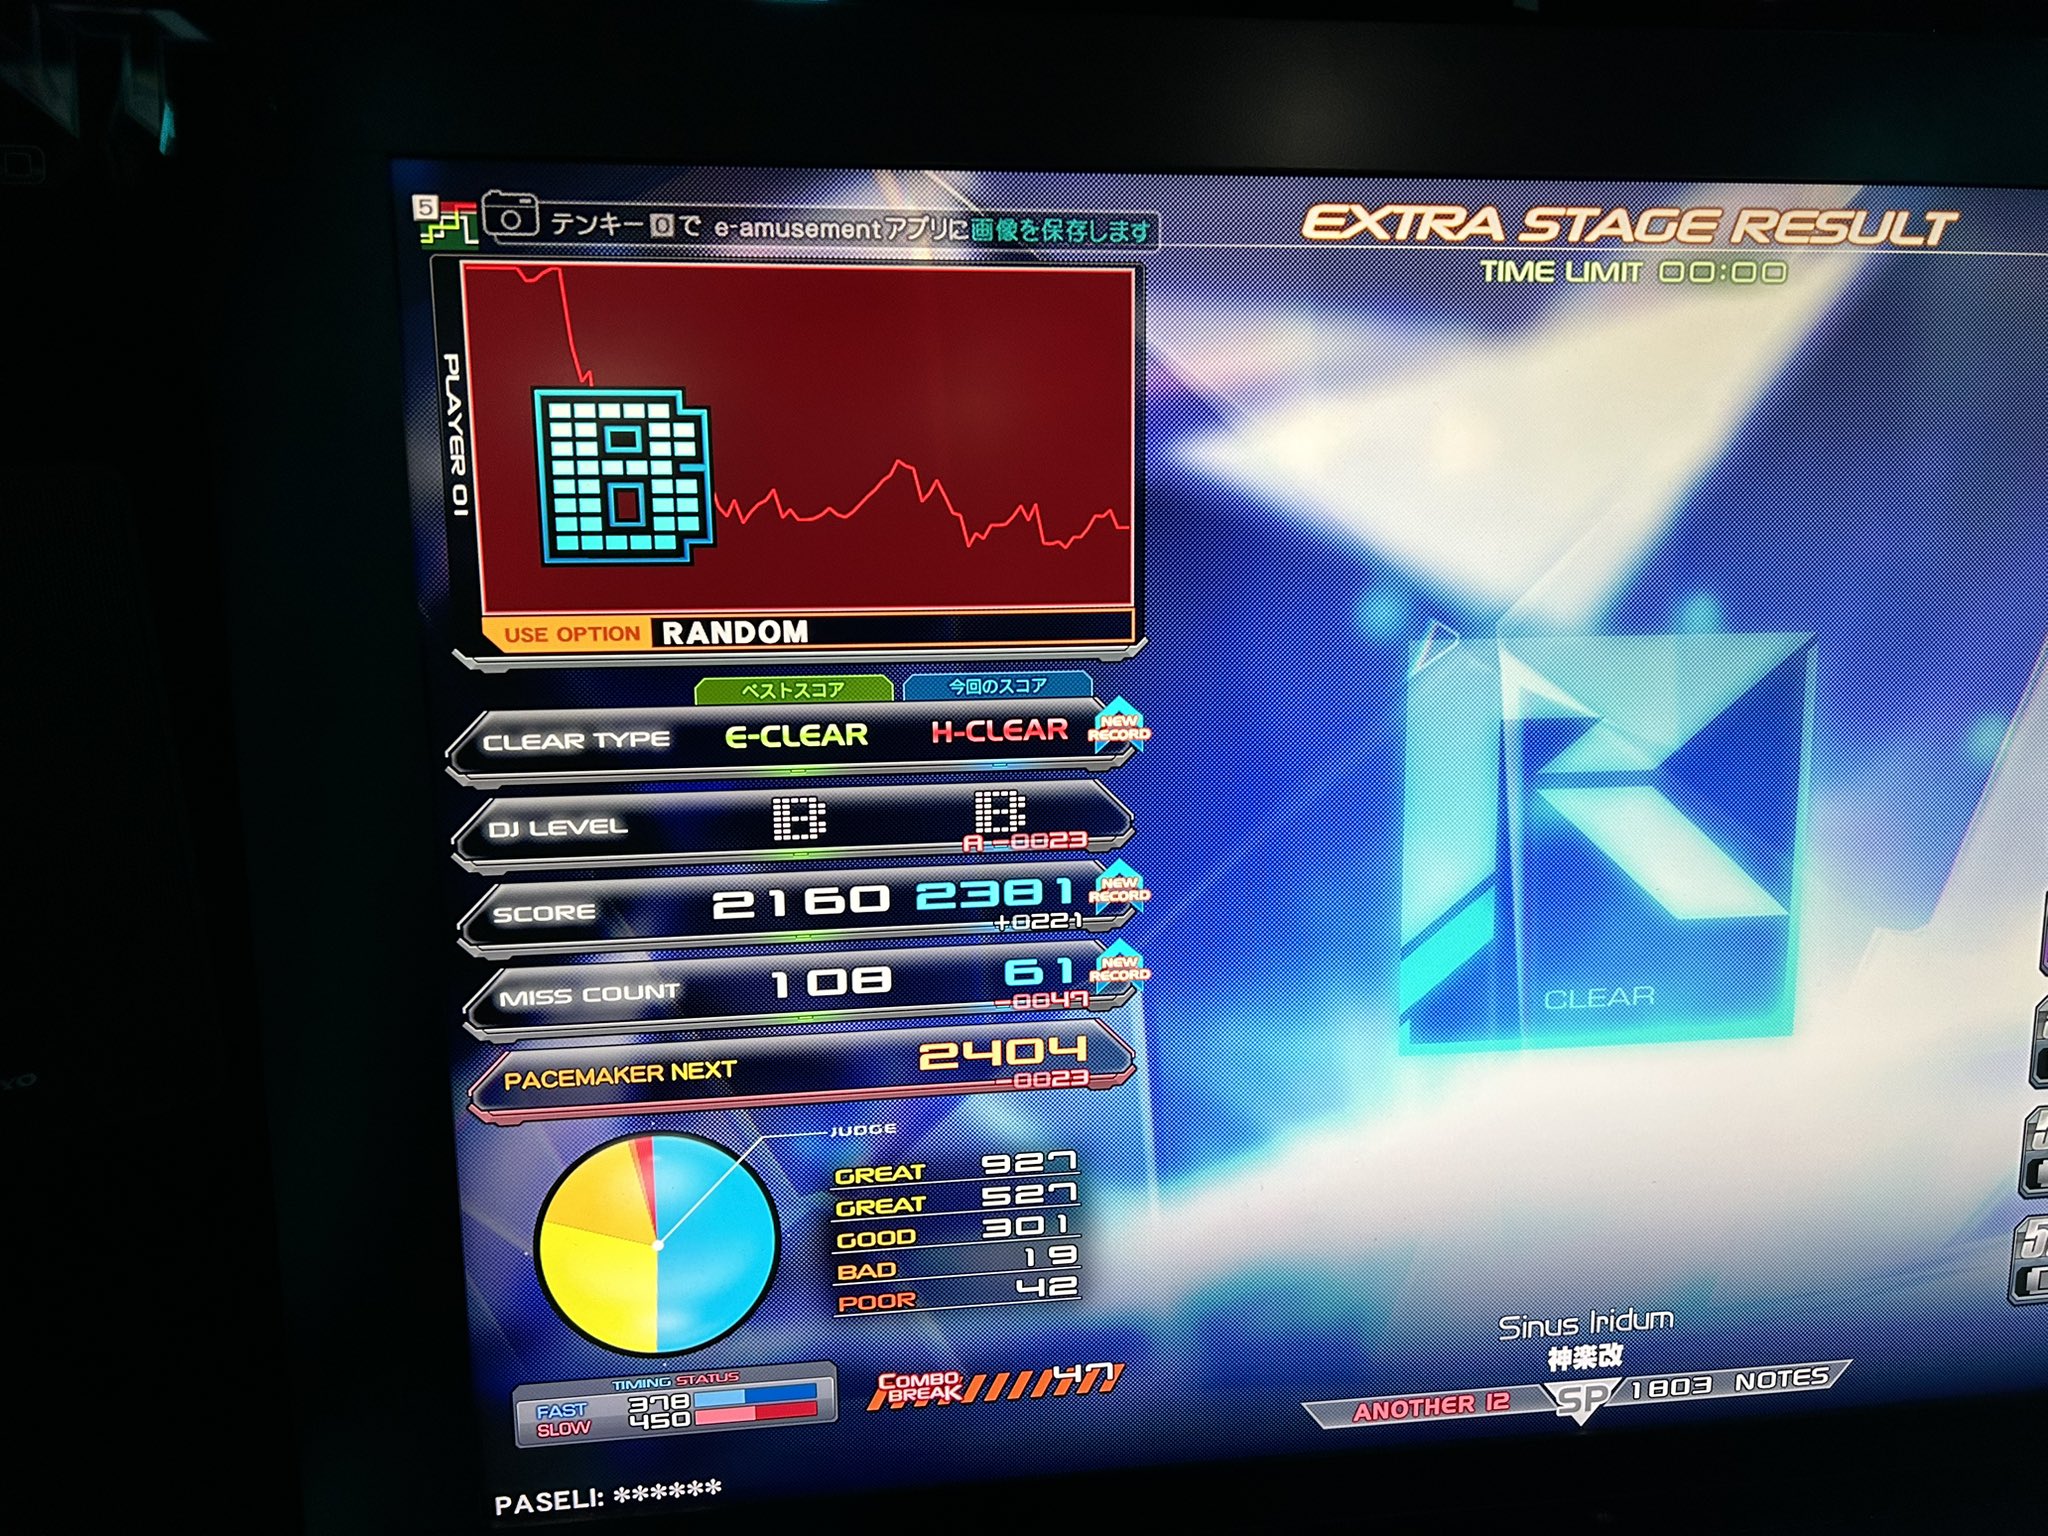 5
テンキー 0 で e-amusementアプリに画像を保存します
EXTRA STAGE RESULT
TIME LIMIT 00:00
PLAYER 01
B
USE OPTION RANDOM
ベストスコア 今回のスコア
CLEAR TYPE E-CLEAR H-CLEAR NEW RECORD
DJ LEVEL B B
A -0023
SCORE 2160 2381 NEW RECORD
+0221
MISS COUNT 108 61 NEW RECORD
-0047
PACEMAKER NEXT 2404
-0023
CLEAR
JUDGE
GREAT 927
GREAT 527
GOOD 301
BAD 19
POOR 42
TIMING STATUS
FAST 378
SLOW 450
COMBO BREAK 47
Sinus Iridum
神楽改
ANOTHER 12 SP 1803 NOTES
PASELI: ******